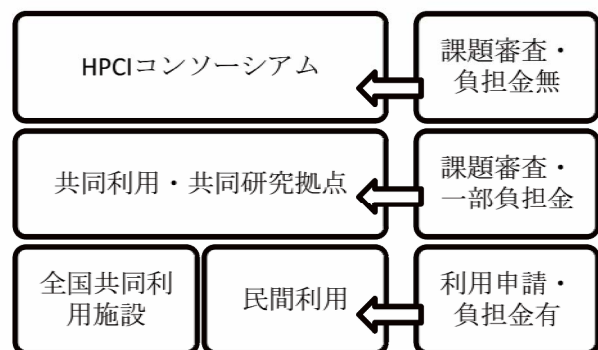 HPCIコンソーシアム
課題審査・
負担金無
共同利用・共同研究拠点
課題審査・
一部負担金
全国共同利
用施設
民間利用
利用申請・
負担金有